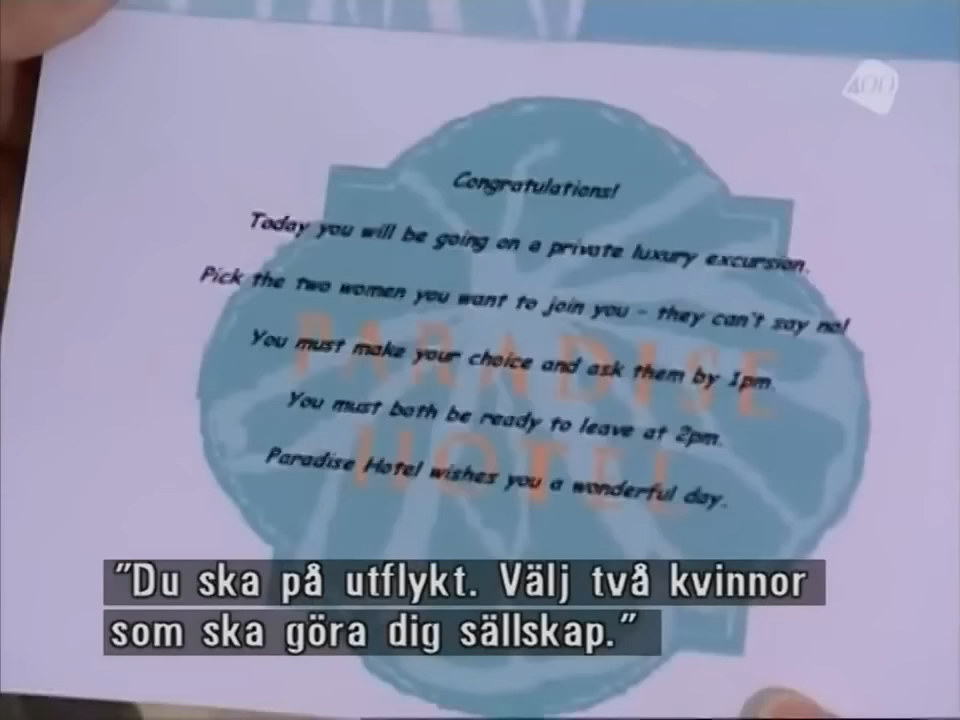 400
Congratulations!
Today you will be going on a private luxury excursion.
Pick the two women you want to join you - they can't say no!
You must make your choice and ask them by 1pm.
PARADISE
You must both be ready to leave at 2pm.
HOTEL
Paradise Hotel wishes you a wonderful day.
"Du ska på utflykt. Välj två kvinnor
som ska göra dig sällskap."